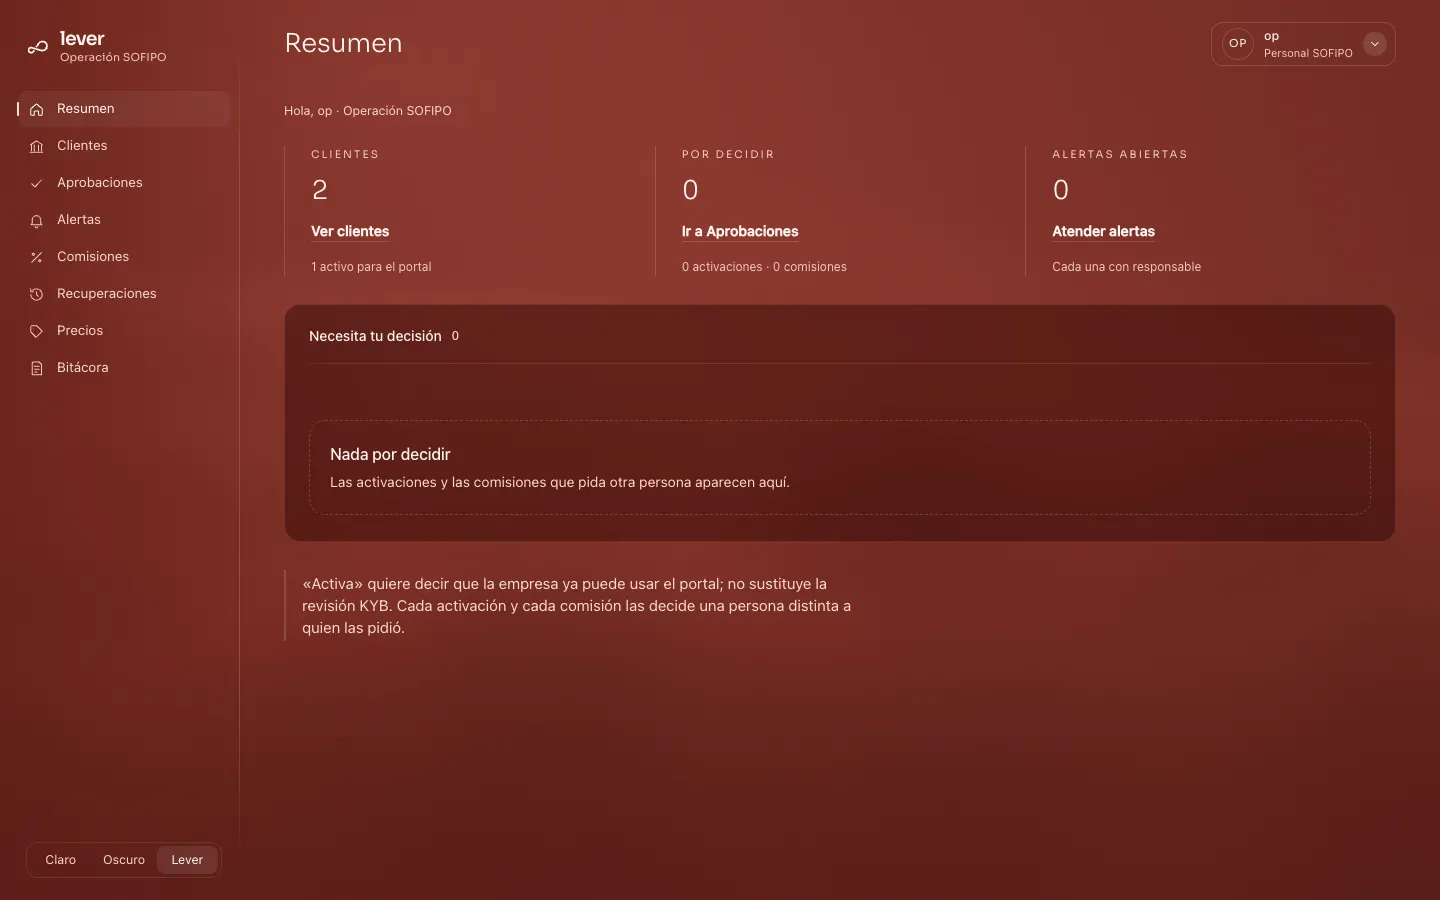 lever
Operación SOFIPO
Resumen
Clientes
Aprobaciones
Alertas
Comisiones
Recuperaciones
Precios
Bitácora
Claro
Oscuro
Lever
Resumen
OP
op
Personal SOFIPO
Hola, op · Operación SOFIPO
CLIENTES
2
Ver clientes
1 activo para el portal
POR DECIDIR
0
Ir a Aprobaciones
0 activaciones · 0 comisiones
ALERTAS ABIERTAS
0
Atender alertas
Cada una con responsable
Necesita tu decisión 0
Nada por decidir
Las activaciones y las comisiones que pida otra persona aparecen aquí.
«Activa» quiere decir que la empresa ya puede usar el portal; no sustituye la
revisión KYB. Cada activación y cada comisión las decide una persona distinta a
quien las pidió.